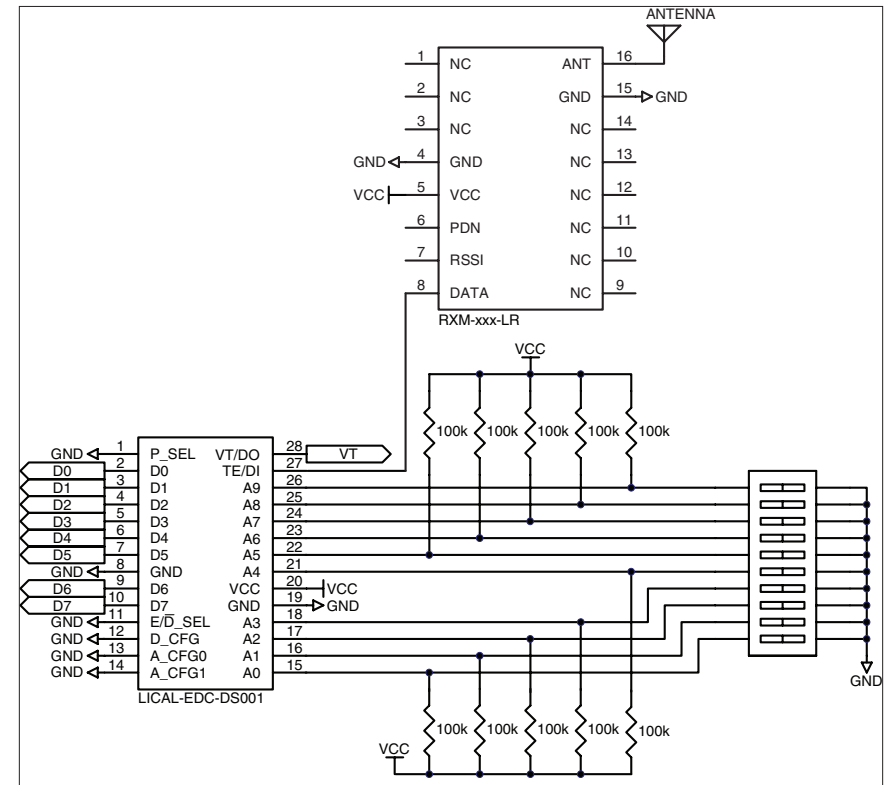 ANTENNA
1 NC ANT 16
2 NC GND 15 GND
3 NC NC 14
GND 4 GND NC 13
VCC 5 VCC NC 12
6 PDN NC 11
7 RSSI NC 10
8 DATA NC 9
RXM-xxx-LR
VCC
100k 100k 100k 100k 100k
GND 1 P_SEL VT/DO 28 VT
D0 2 D0 TE/DI 27
D1 3 D1 A9 26
D2 4 D2 A8 25
D3 5 D3 A7 24
D4 6 D4 A6 23
D5 7 D5 A5 22
GND 8 GND A4 21
D6 9 D6 VCC 20 VCC
D7 10 D7 GND 19 GND
GND 11 E/D̅_SEL A3 18
GND 12 D_CFG A2 17
GND 13 A_CFG0 A1 16
GND 14 A_CFG1 A0 15
GND
LICAL-EDC-DS001
100k 100k 100k 100k 100k
VCC